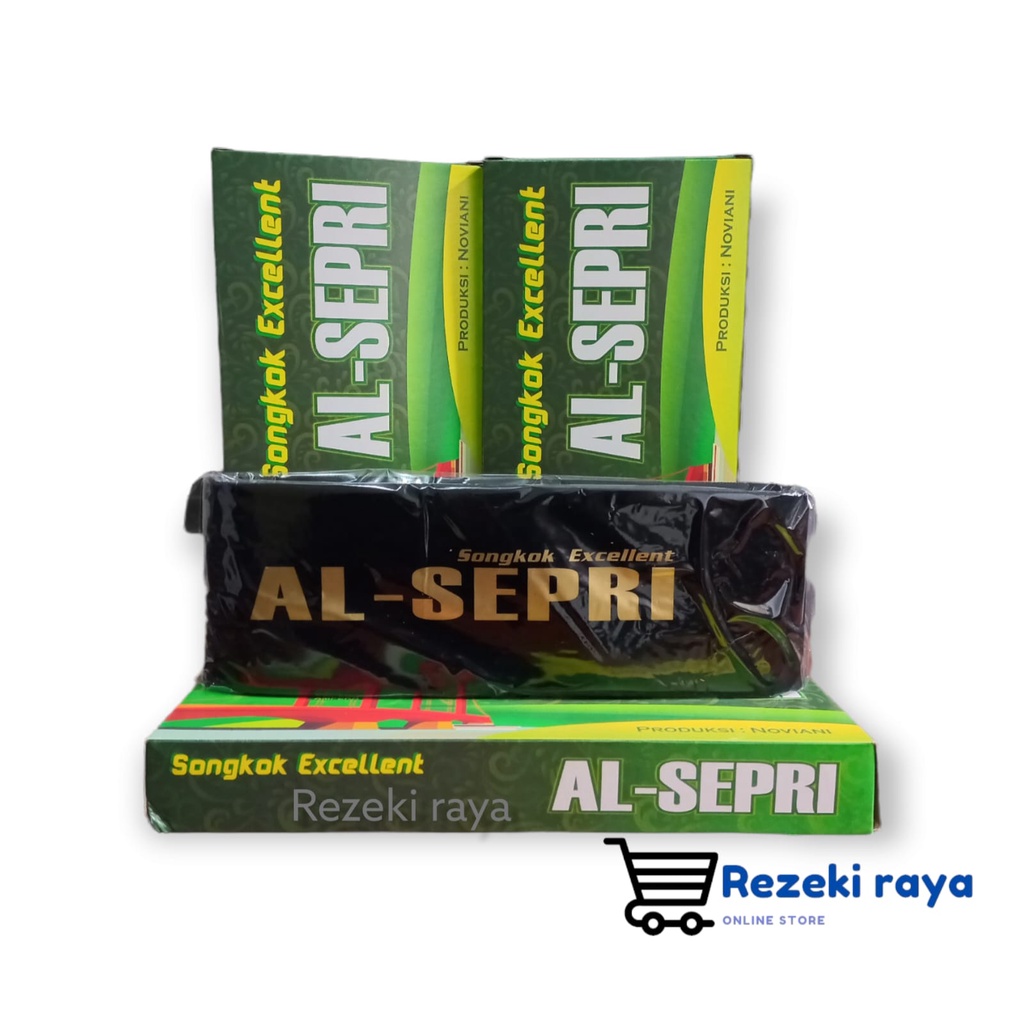 Songkok Excellent
AL-SEPRI
PRODUKSI : NOVIANI
Songkok Excellent
AL-SEPRI
PRODUKSI : NOVIANI
Songkok Excellent
AL-SEPRI
PRODUKSI : NOVIANI
Songkok Excellent
AL-SEPRI
Rezeki raya
Rezeki raya
ONLINE STORE